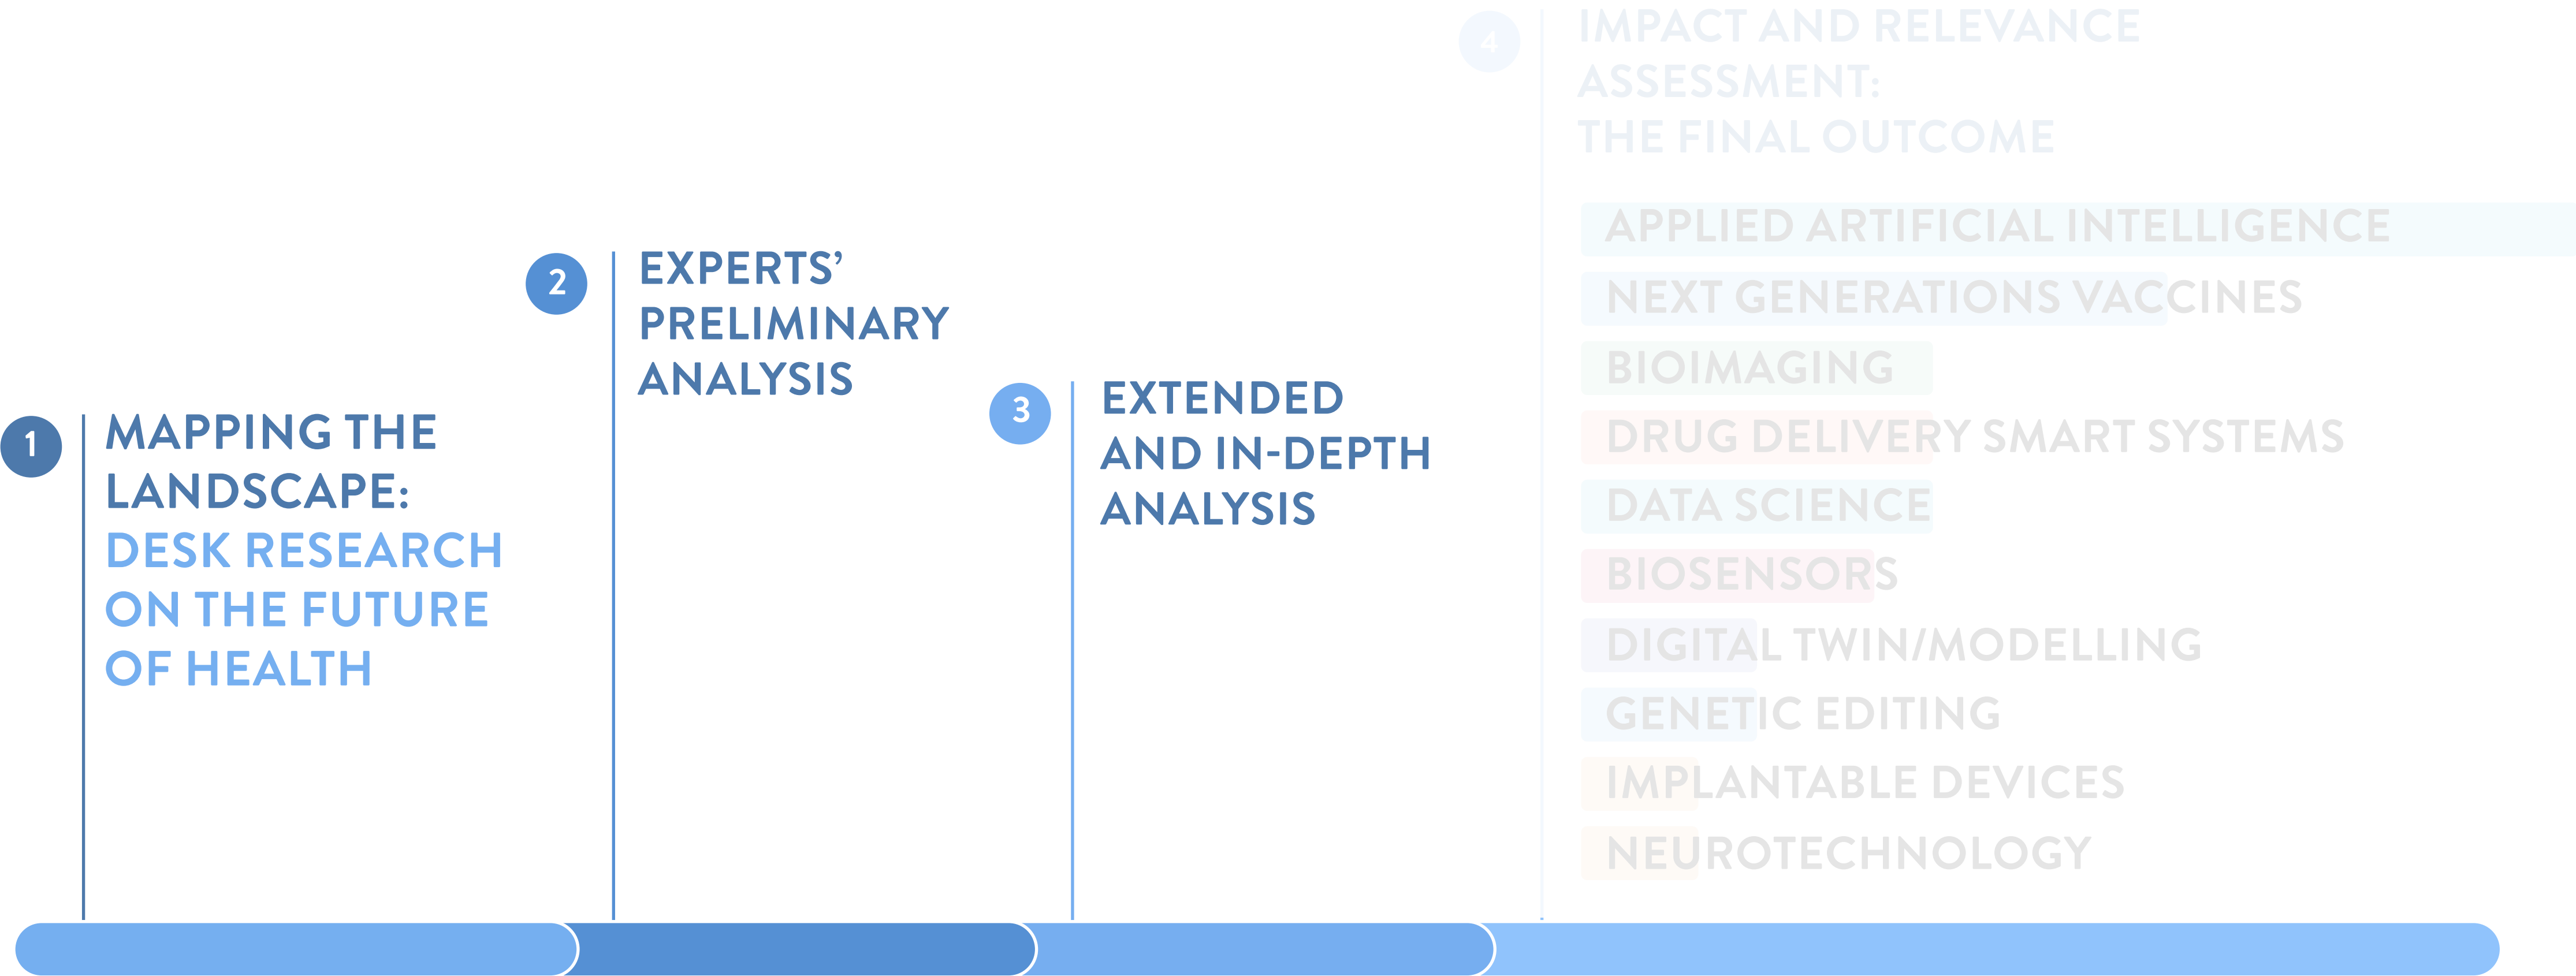 1
MAPPING THE
LANDSCAPE:
DESK RESEARCH
ON THE FUTURE
OF HEALTH
2
EXPERTS’
PRELIMINARY
ANALYSIS
3
EXTENDED
AND IN-DEPTH
ANALYSIS
4
IMPACT AND RELEVANCE
ASSESSMENT:
THE FINAL OUTCOME
APPLIED ARTIFICIAL INTELLIGENCE
NEXT GENERATIONS VACCINES
BIOIMAGING
DRUG DELIVERY SMART SYSTEMS
DATA SCIENCE
BIOSENSORS
DIGITAL TWIN/MODELLING
GENETIC EDITING
IMPLANTABLE DEVICES
NEUROTECHNOLOGY